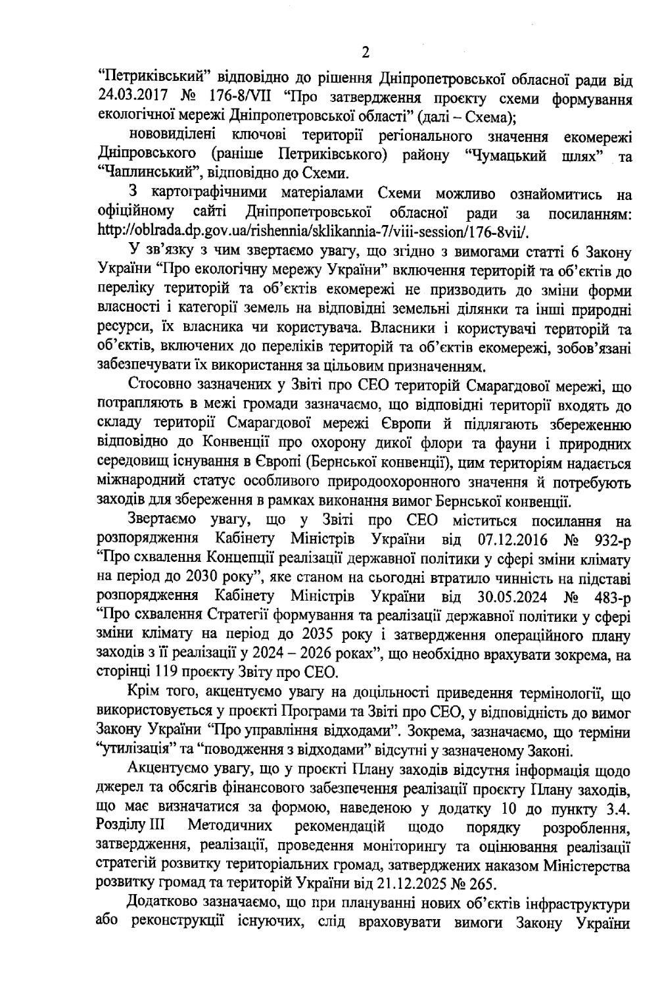 2
“Петриківський” відповідно до рішення Дніпропетровської обласної ради від
24.03.2017 № 176-8/VII “Про затвердження проєкту схеми формування
екологічної мережі Дніпропетровської області” (далі – Схема);
нововиділені ключові території регіонального значення екомережі
Дніпровського (раніше Петриківського) району “Чумацький шлях” та
“Чаплинський”, відповідно до Схеми.
З картографічними матеріалами Схеми можливо ознайомитись на
офіційному сайті Дніпропетровської обласної ради за посиланням:
http://oblrada.dp.gov.ua/rishennia/sklikannia-7/viii-session/176-8vii/.
У зв’язку з чим звертаємо увагу, що згідно з вимогами статті 6 Закону
України “Про екологічну мережу України” включення територій та об’єктів до
переліку територій та об’єктів екомережі не призводить до зміни форми
власності і категорії земель на відповідні земельні ділянки та інші природні
ресурси, їх власника чи користувача. Власники і користувачі територій та
об’єктів, включених до переліків територій та об’єктів екомережі, зобов’язані
забезпечувати їх використання за цільовим призначенням.
Стосовно зазначених у Звіті про СЕО територій Смарагдової мережі, що
потрапляють в межі громади зазначаємо, що відповідні території входять до
складу території Смарагдової мережі Європи й підлягають збереженню
відповідно до Конвенції про охорону дикої флори та фауни і природних
середовищ існування в Європі (Бернської конвенції), цим територіям надається
міжнародний статус особливого природоохоронного значення й потребують
заходів для збереження в рамках виконання вимог Бернської конвенції.
Звертаємо увагу, що у Звіті про СЕО міститься посилання на
розпорядження Кабінету Міністрів України від 07.12.2016 № 932-р
“Про схвалення Концепції реалізації державної політики у сфері зміни клімату
на період до 2030 року”, яке станом на сьогодні втратило чинність на підставі
розпорядження Кабінету Міністрів України від 30.05.2024 № 483-р
“Про схвалення Стратегії формування та реалізації державної політики у сфері
зміни клімату на період до 2035 року і затвердження операційного плану
заходів з її реалізації у 2024 – 2026 роках”, що необхідно врахувати зокрема, на
сторінці 119 проєкту Звіту про СЕО.
Крім того, акцентуємо увагу на доцільності приведення термінології, що
використовується у проєкті Програми та Звіті про СЕО, у відповідність до вимог
Закону України “Про управління відходами”. Зокрема, зазначаємо, що терміни
“утилізація” та “поводження з відходами” відсутні у зазначеному Законі.
Акцентуємо увагу, що у проєкті Плану заходів відсутня інформація щодо
джерел та обсягів фінансового забезпечення реалізації проєкту Плану заходів,
що має визначатися за формою, наведеною у додатку 10 до пункту 3.4.
Розділу III Методичних рекомендацій щодо порядку розроблення,
затвердження, реалізації, проведення моніторингу та оцінювання реалізації
стратегій розвитку територіальних громад, затверджених наказом Міністерства
розвитку громад та територій України від 21.12.2025 № 265.
Додатково зазначаємо, що при плануванні нових об’єктів інфраструктури
або реконструкції існуючих, слід враховувати вимоги Закону України